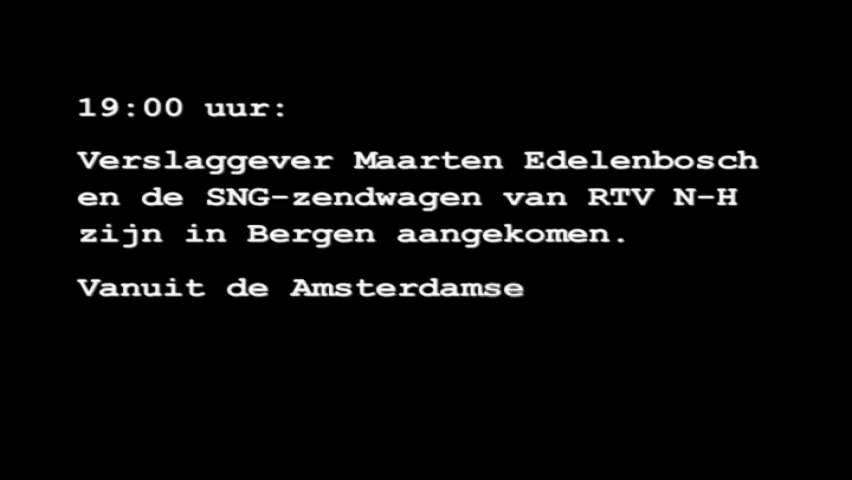 19:00 uur:
Verslaggever Maarten Edelenbosch
en de SNG-zendwagen van RTV N-H
zijn in Bergen aangekomen.
Vanuit de Amsterdamse